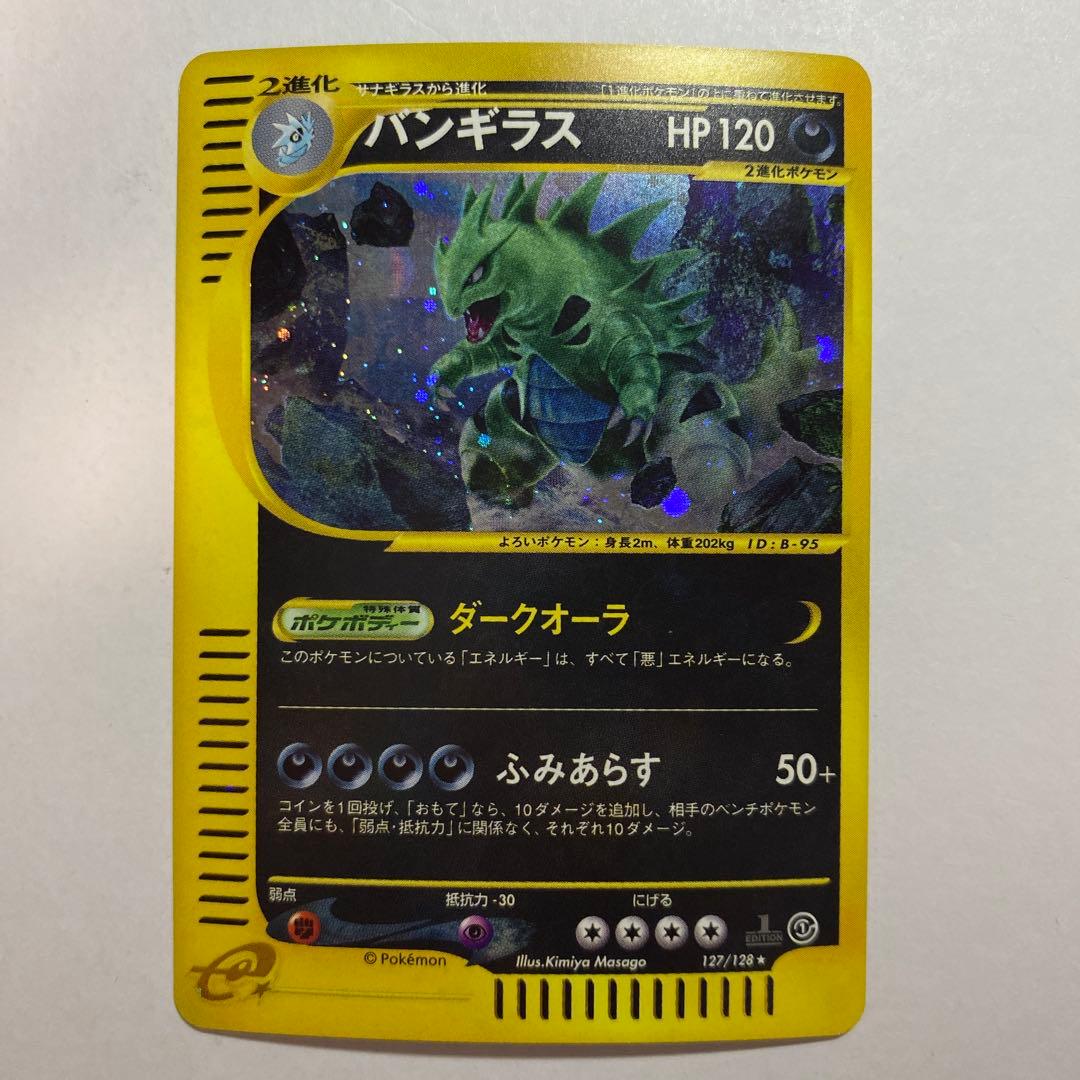 2進化
サナギラスから進化
「1進化ポケモン」の上に重ねて進化させます。
バンギラス HP 120
2進化ポケモン
よろいポケモン:身長2m、体重202kg ID:B-95
特殊体質
ポケボディー ダークオーラ
このポケモンについている「エネルギー」は、すべて「悪」エネルギーになる。
ふみあらす 50+
コインを1回投げ、「おもて」なら、10ダメージを追加し、相手のベンチポケモン
全員にも、「弱点・抵抗力」に関係なく、それぞれ10ダメージ。
弱点 抵抗力 -30 にげる
1
EDITION
©Pokémon Illus.Kimiya Masago 127/128★
e